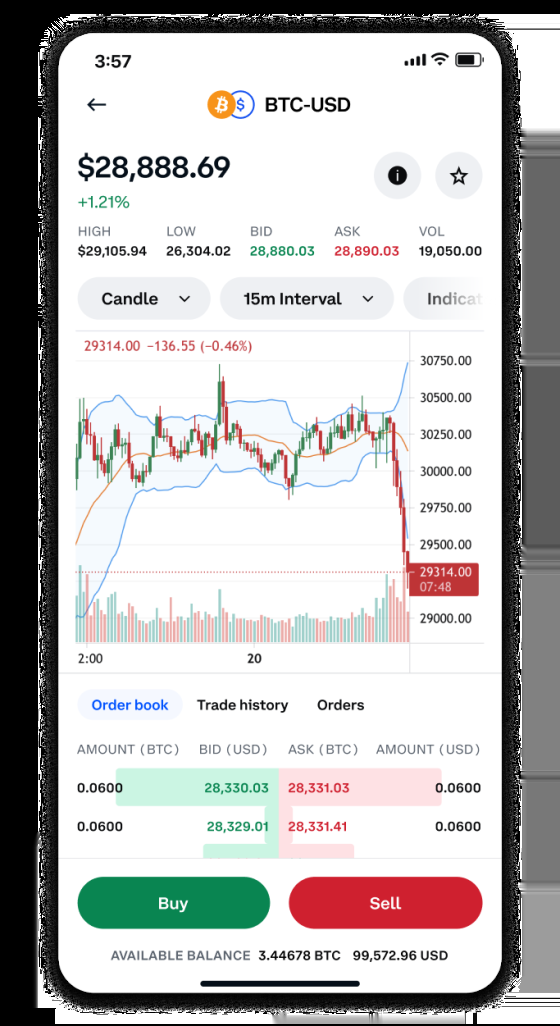 3:57
BTC-USD
$28,888.69
+1.21%
HIGH LOW BID ASK VOL
$29,105.94 26,304.02 28,880.03 28,890.03 19,050.00
Candle 15m Interval Indicat
29314.00 −136.55 (−0.46%)
30750.00
30500.00
30250.00
30000.00
29750.00
29500.00
29314.00
07:48
29000.00
2:00 20
Order book Trade history Orders
AMOUNT (BTC) BID (USD) ASK (BTC) AMOUNT (USD)
0.0600 28,330.03 28,331.03 0.0600
0.0600 28,329.01 28,331.41 0.0600
Buy Sell
AVAILABLE BALANCE 3.44678 BTC 99,572.96 USD